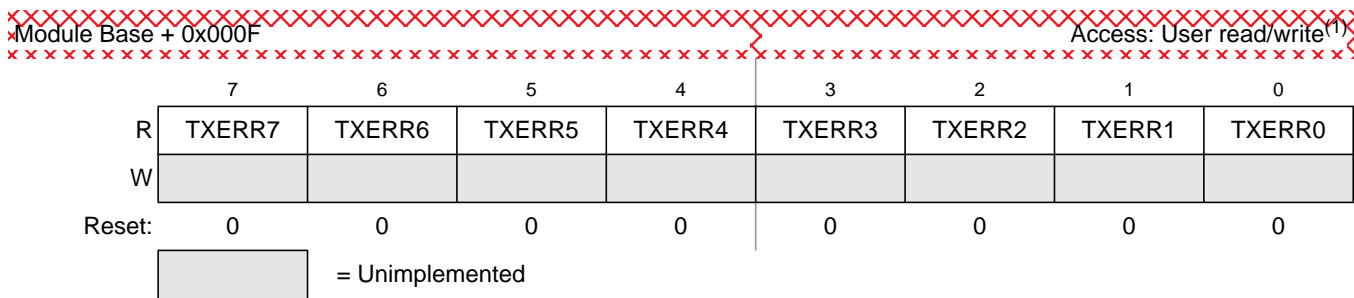 Module Base + 0x000F Access: User read/write(1)
7 6 5 4 3 2 1 0
R TXERR7 TXERR6 TXERR5 TXERR4 TXERR3 TXERR2 TXERR1 TXERR0
W
Reset: 0 0 0 0 0 0 0 0
= Unimplemented